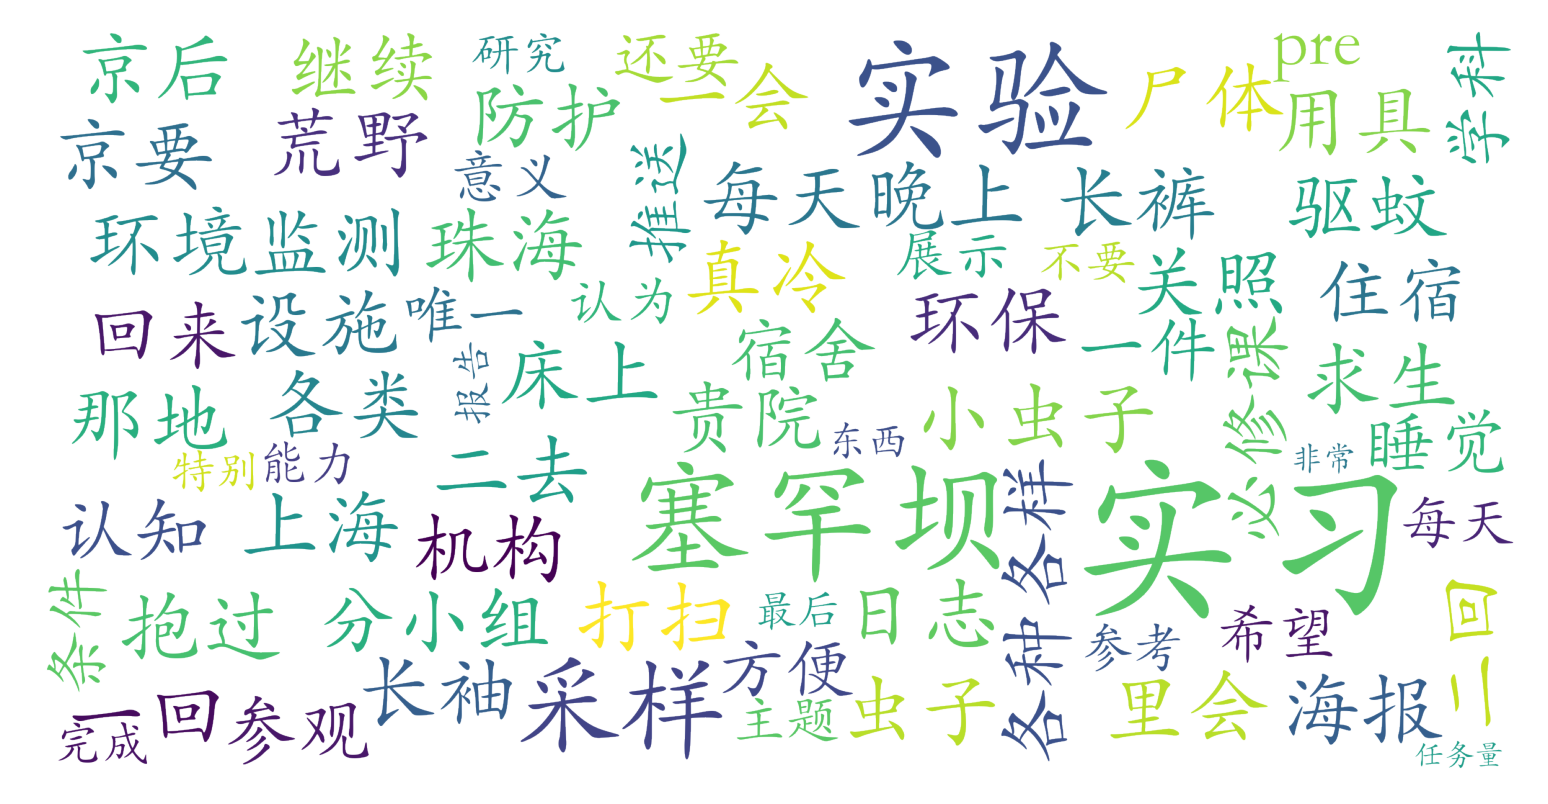 京后
继续
研究
还要
一会
实验
尸体
pre
学科
京要
荒野
防护
用具
意义
推送
每天晚上
长裤
驱蚊
环境监测
珠海
真冷
展示
不要
关照
住宿
回来
设施
唯一
认为
环保
一件
必修课
那地
各类
报告
床上
宿舍
贵院
东西
小虫子
求生
特别
能力
二去
塞罕坝
各种各样
实习
非常
睡觉
认知
上海
机构
每天
条件
抱过
分小组
打扫
最后
日志
参考
希望
二回
一回
完成
参观
长袖
采样
方便
主题
虫子
里会
海报
任务量